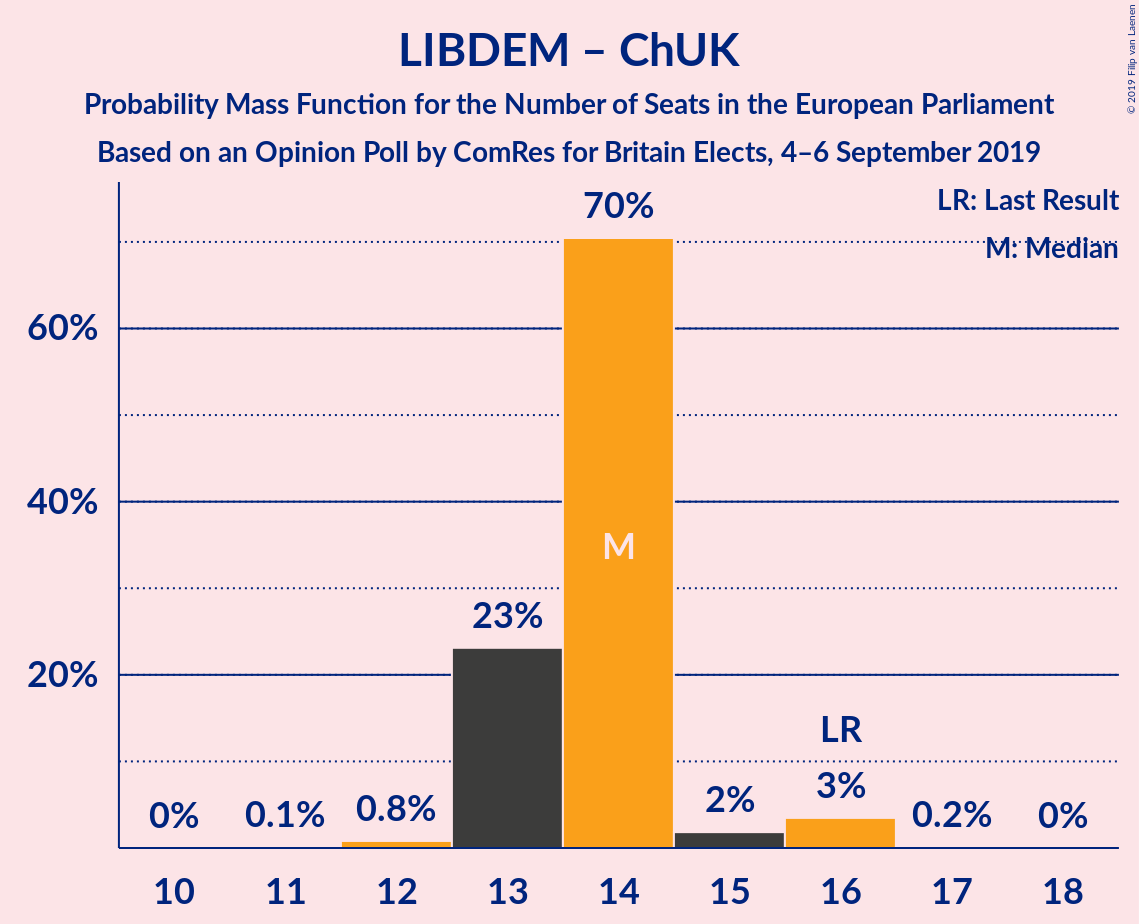 LIBDEM – ChUK
Probability Mass Function for the Number of Seats in the European Parliament
Based on an Opinion Poll by ComRes for Britain Elects, 4–6 September 2019
© 2019 Filip van Laenen
LR: Last Result
M: Median
70%
60%
40%
M
23%
20%
LR
0%
0.1%
0.8%
2%
3%
0.2%
0%
10 11 12 13 14 15 16 17 18